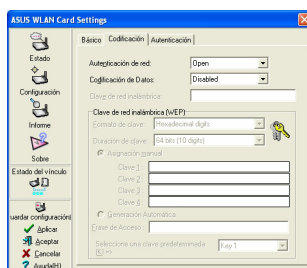 ASUS WLAN Card Settings
Estado
Configuración
Informe
Sobre
Estado del vínculo
uardar configuración
Aplicar
Aceptar
Cancelar
Ayuda(H)
Básico Codificación Autenticación
Autenticación de red: Open
Codificación de Datos: Disabled
Clave de red inalámbrica:
Clave de red inalámbrica (WEP)
Formato de clave: Hexadecimal digits
Duración de clave: 64 bits (10 digits)
Asignación manual
Clave 1 :
Clave 2 :
Clave 3 :
Clave 4 :
Generación Automática
Frase de Acceso :
Seleccione una clave predeterminada Key 1